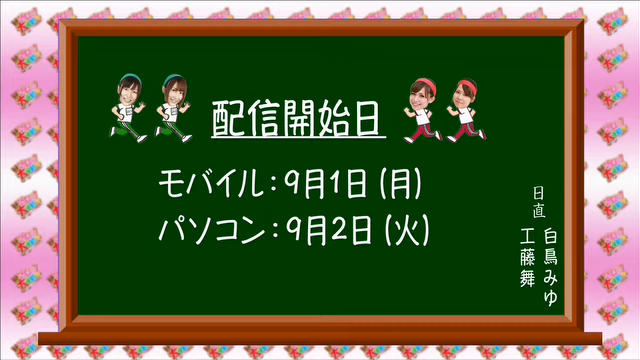 配信開始日
モバイル：9月1日(月)
パソコン：9月2日(火)
日直
白鳥みゆ
工藤舞